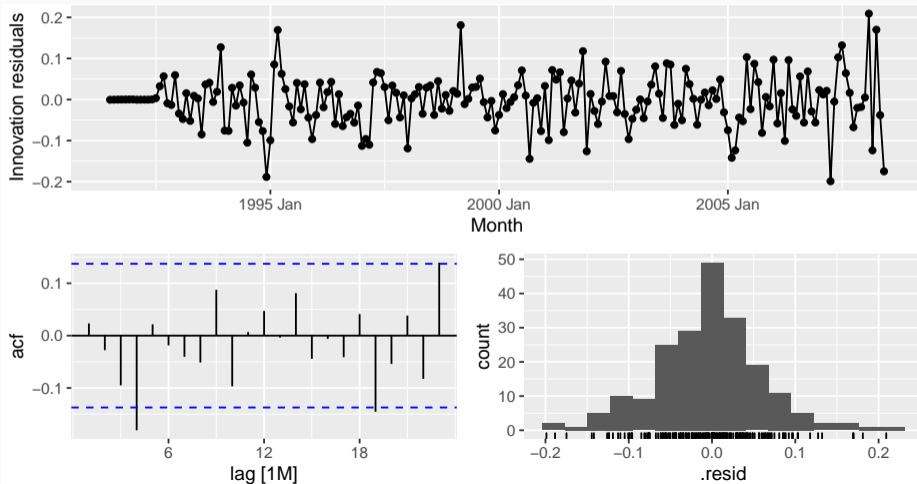 Innovation residuals
0.2
0.1
0.0
−0.1
−0.2
1995 Jan
2000 Jan
2005 Jan
Month
acf
0.1
0.0
−0.1
6
12
18
lag [1M]
count
50
40
30
20
10
0
−0.2
−0.1
0.0
0.1
0.2
.resid